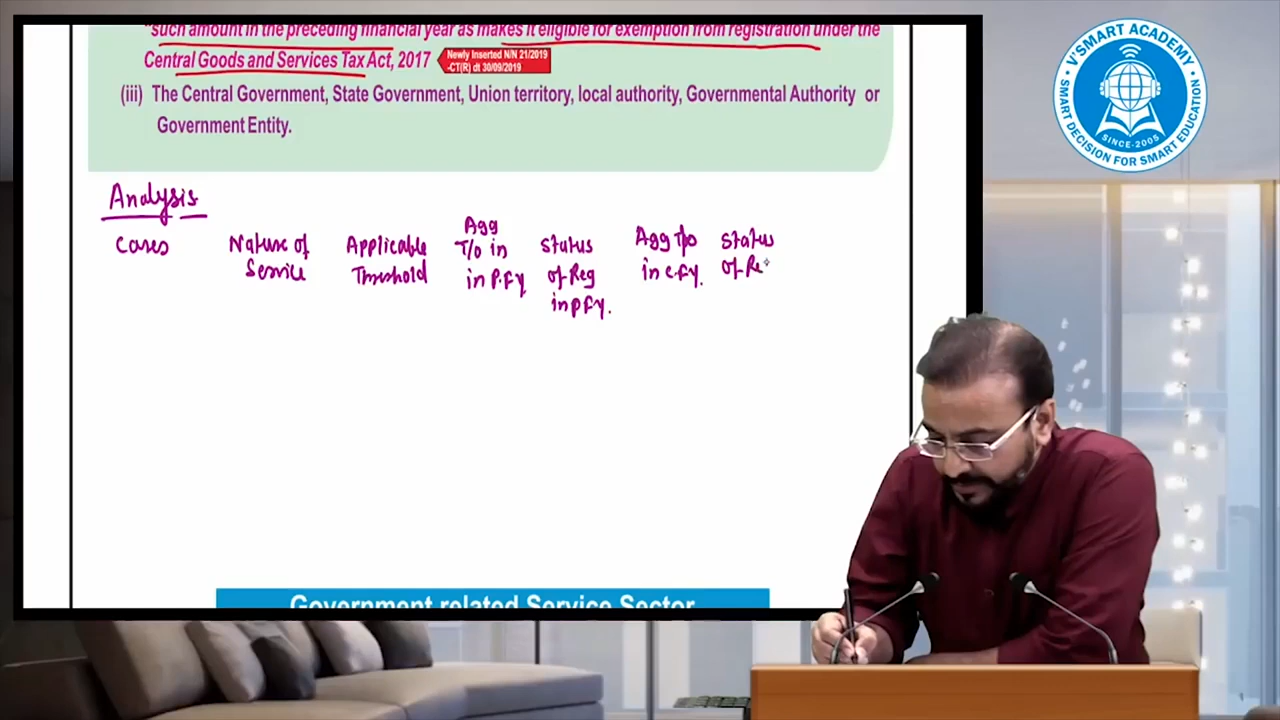 such amount in the preceding financial year as makes it eligible for exemption from registration under the
Central Goods and Services Tax Act, 2017
Newly Inserted N/N 21/2019
-CT(R) dt 30/09/2019
(iii) The Central Government, State Government, Union territory, local authority, Governmental Authority or
Government Entity.
Analysis
Cases
Nature of
Service
Applicable
Threshold
Agg
T/o in
in P.Fy
Status
of Reg
in P Fy.
Agg T/o
in C.Fy.
Status
of Re
Government related Service Sector
V'SMART ACADEMY
SINCE-2005
SMART DECISION FOR SMART EDUCATION